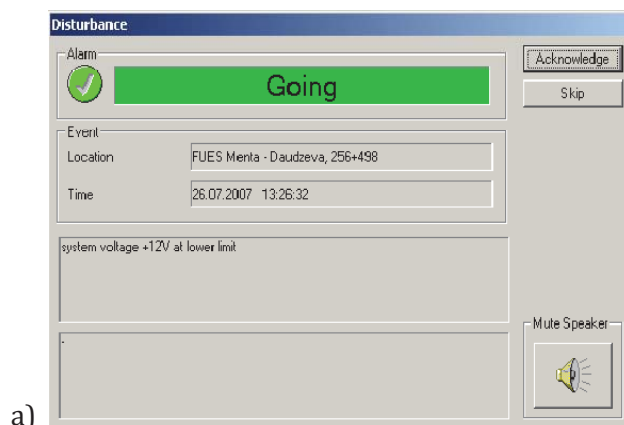 Disturbance
Alarm
Going
Acknowledge
Skip
Event
Location FUES Menta - Daudzeva, 256+498
Time 26.07.2007 13:26:32
system voltage +12V at lower limit
.
Mute Speaker
a)